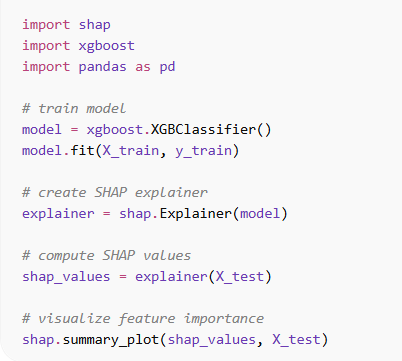 import shap
import xgboost
import pandas as pd
# train model
model = xgboost.XGBClassifier()
model.fit(X_train, y_train)
# create SHAP explainer
explainer = shap.Explainer(model)
# compute SHAP values
shap_values = explainer(X_test)
# visualize feature importance
shap.summary_plot(shap_values, X_test)